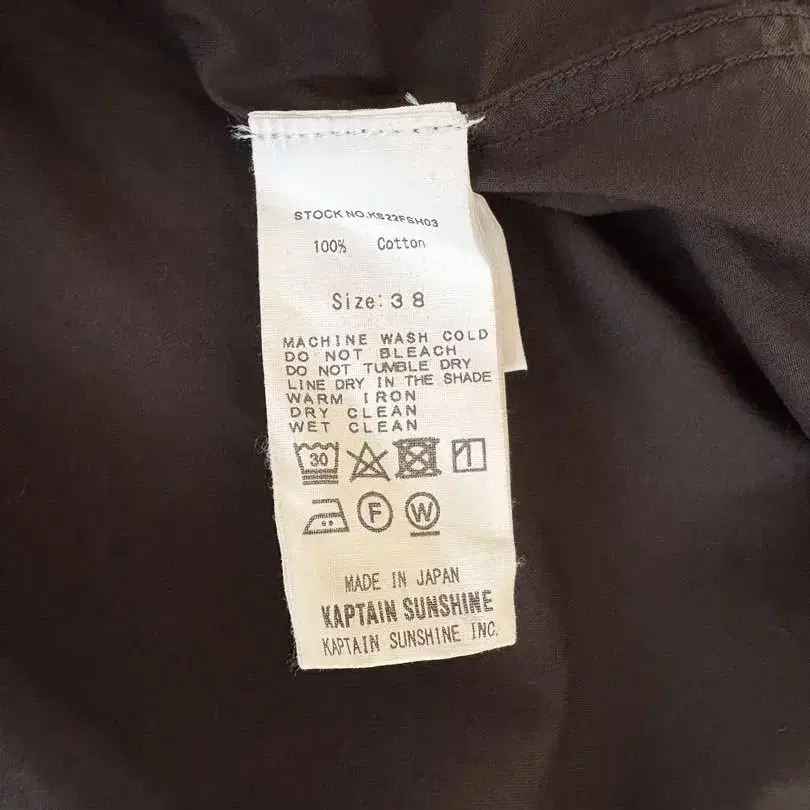 STOCK NO.KS22FSH03
100% Cotton
Size:38
MACHINE WASH COLD
DO NOT BLEACH
DO NOT TUMBLE DRY
LINE DRY IN THE SHADE
WARM IRON
DRY CLEAN
WET CLEAN
30
F W
MADE IN JAPAN
KAPTAIN SUNSHINE
KAPTAIN SUNSHINE INC.